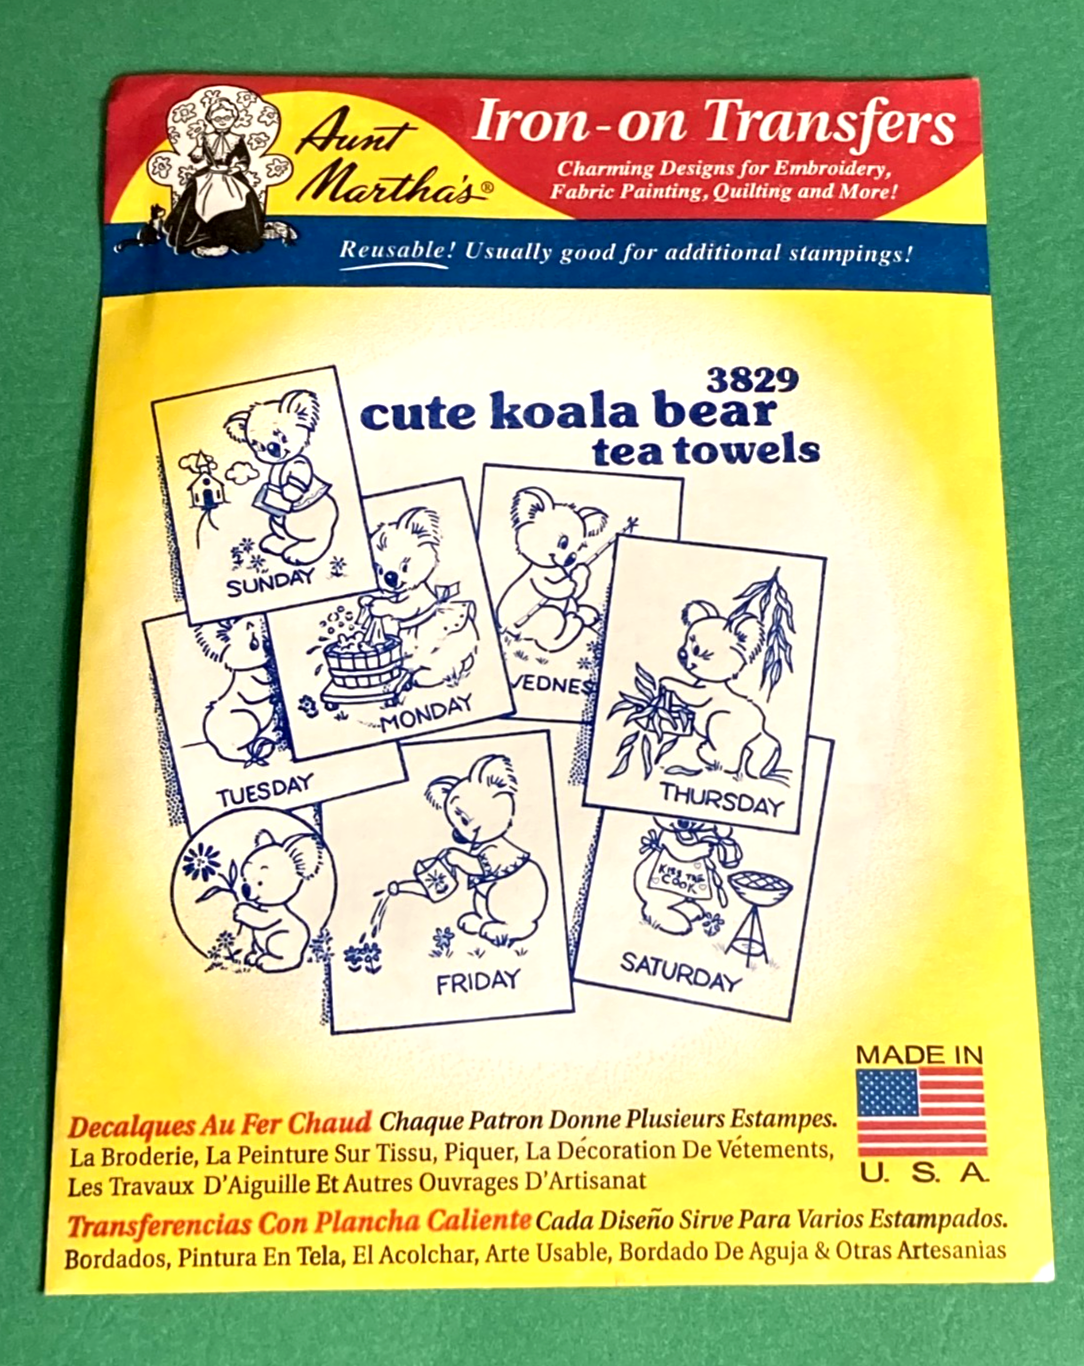 Aunt
Martha's®
Iron-on Transfers
Charming Designs for Embroidery,
Fabric Painting, Quilting and More!
Reusable! Usually good for additional stampings!
3829
cute koala bear
tea towels
SUNDAY
MONDAY
EDNES
TUESDAY
THURSDAY
KISS THE
COOK
FRIDAY
SATURDAY
MADE IN
U. S. A.
Decalques Au Fer Chaud Chaque Patron Donne Plusieurs Estampes.
La Broderie, La Peinture Sur Tissu, Piquer, La Décoration De Vétements,
Les Travaux D'Aiguille Et Autres Ouvrages D'Artisanat
Transferencias Con Plancha Caliente Cada Diseño Sirve Para Varios Estampados.
Bordados, Pintura En Tela, El Acolchar, Arte Usable, Bordado De Aguja & Otras Artesanias